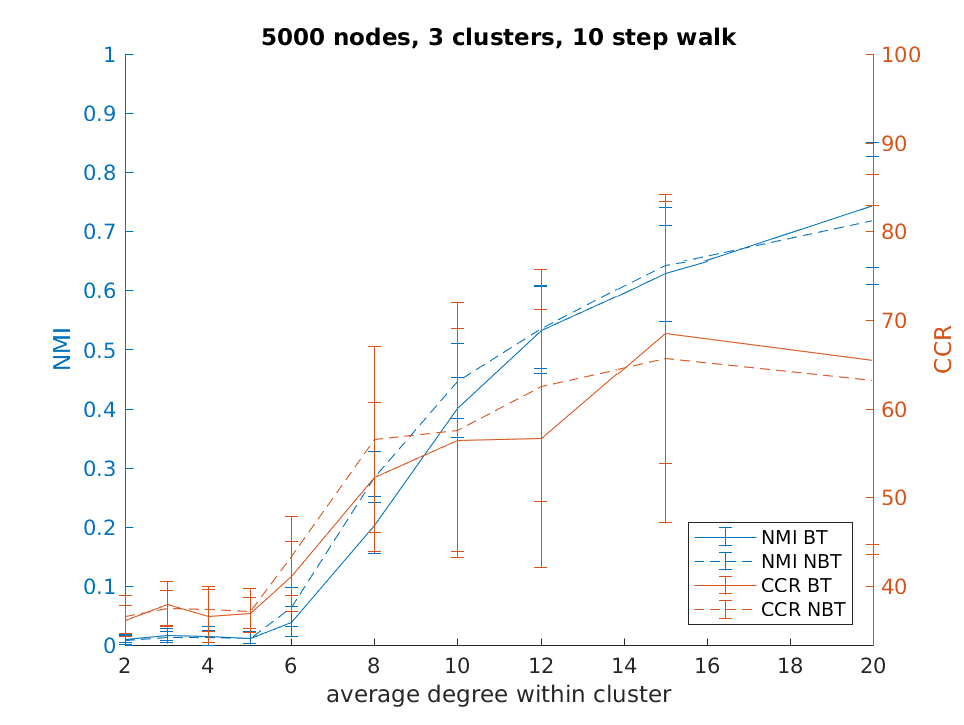 5000 nodes, 3 clusters, 10 step walk
1
0.9
0.8
0.7
0.6
0.5
0.4
0.3
0.2
0.1
0
NMI
100
90
80
70
60
50
40
CCR
NMI BT
NMI NBT
CCR BT
CCR NBT
2 4 6 8 10 12 14 16 18 20
average degree within cluster